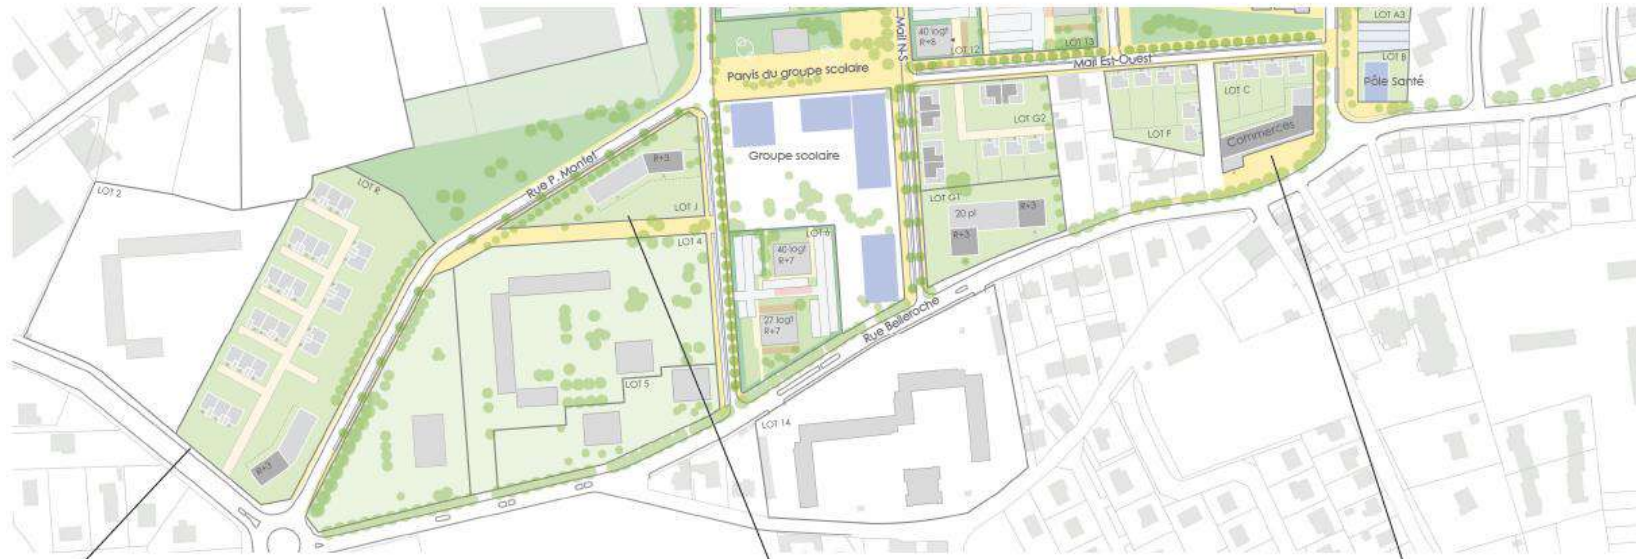 LOT A3
Mail N-S
40 logt
R+8
LOT 12
LOT 13
Mail Est-Ouest
LOT B
Pôle Santé
Parvis du groupe scolaire
LOT C
LOT G2
LOT F
Commerces
Groupe scolaire
R+3
Rue P. Montet
LOT R
LOT 2
LOT J
LOT G1
20 pl
R+3
R+3
LOT 4
LOT 6
40 logt
R+7
27 logt
R+7
Rue Belleroche
LOT 5
LOT 14
R+3